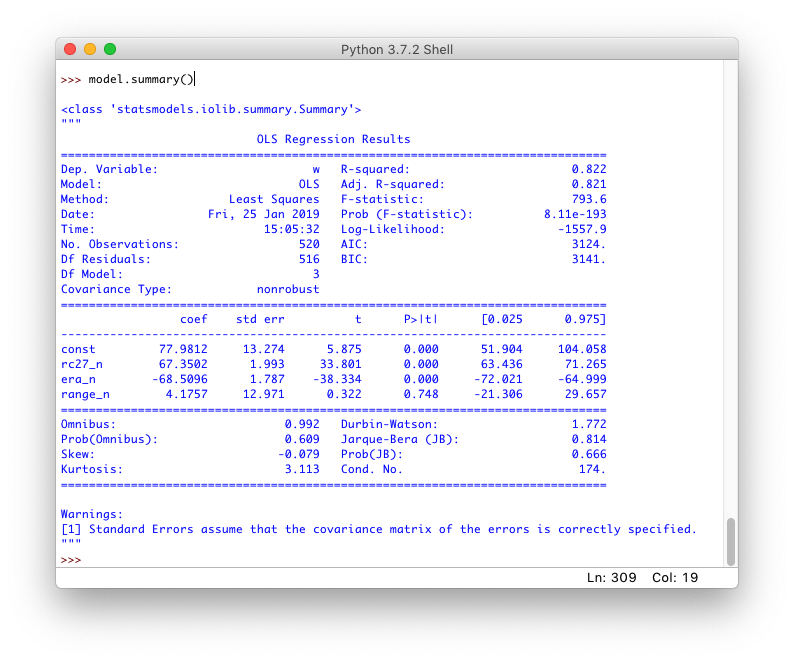 Python 3.7.2 Shell
>>> model.summary()
<class 'statsmodels.iolib.summary.Summary'>
"""
                            OLS Regression Results
==============================================================================
Dep. Variable:                      w   R-squared:                       0.822
Model:                            OLS   Adj. R-squared:                  0.821
Method:                 Least Squares   F-statistic:                     793.6
Date:                Fri, 25 Jan 2019   Prob (F-statistic):          8.11e-193
Time:                        15:05:32   Log-Likelihood:                -1557.9
No. Observations:                 520   AIC:                             3124.
Df Residuals:                     516   BIC:                             3141.
Df Model:                           3
Covariance Type:            nonrobust
==============================================================================
                 coef    std err          t      P>|t|      [0.025      0.975]
------------------------------------------------------------------------------
const         77.9812     13.274      5.875      0.000      51.904     104.058
rc27_n        67.3502      1.993     33.801      0.000      63.436      71.265
era_n        -68.5096      1.787    -38.334      0.000     -72.021     -64.999
range_n        4.1757     12.971      0.322      0.748     -21.306      29.657
==============================================================================
Omnibus:                        0.992   Durbin-Watson:                   1.772
Prob(Omnibus):                  0.609   Jarque-Bera (JB):                0.814
Skew:                          -0.079   Prob(JB):                        0.666
Kurtosis:                       3.113   Cond. No.                         174.
==============================================================================
Warnings:
[1] Standard Errors assume that the covariance matrix of the errors is correctly specified.
"""
>>>
Ln: 309 Col: 19